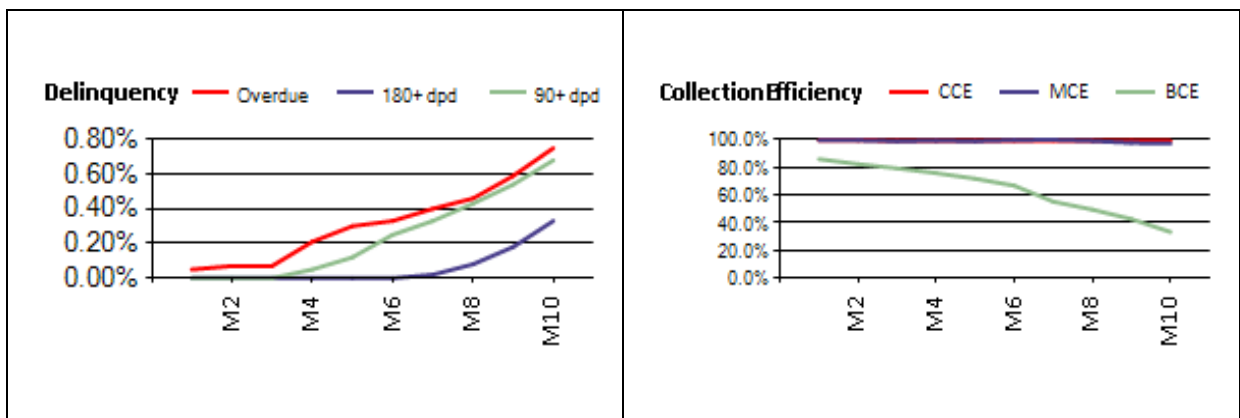 Delinquency Overdue 180+ dpd 90+ dpd
0.80%
0.60%
0.40%
0.20%
0.00%
M2 M4 M6 M8 M10
Collection Efficiency CCE MCE BCE
100.0%
80.0%
60.0%
40.0%
20.0%
0.0%
M2 M4 M6 M8 M10